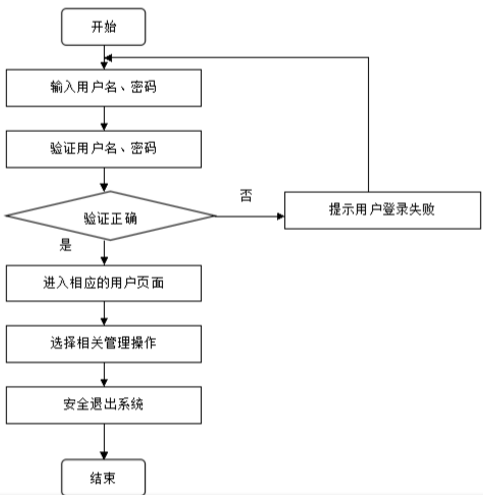 开始
输入用户名、密码
验证用户名、密码
验证正确
否
提示用户登录失败
是
进入相应的用户页面
选择相关管理操作
安全退出系统
结束